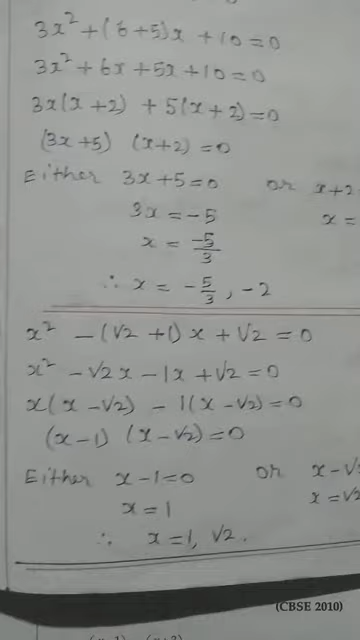 3x² + (6+5)x + 10 = 0
3x² + 6x + 5x + 10 = 0
3x(x+2) + 5(x+2) = 0
(3x+5) (x+2) = 0
Either 3x+5=0 or x+2
3x = -5 x =
x = -5/3
∴ x = -5/3, -2
x² - (√2 + 1)x + √2 = 0
x² - √2x - 1x + √2 = 0
x(x - √2) - 1(x - √2) = 0
(x-1) (x-√2) = 0
Either x-1=0 or x-√
x = 1 x = √2
∴ x = 1, √2.
(CBSE 2010)